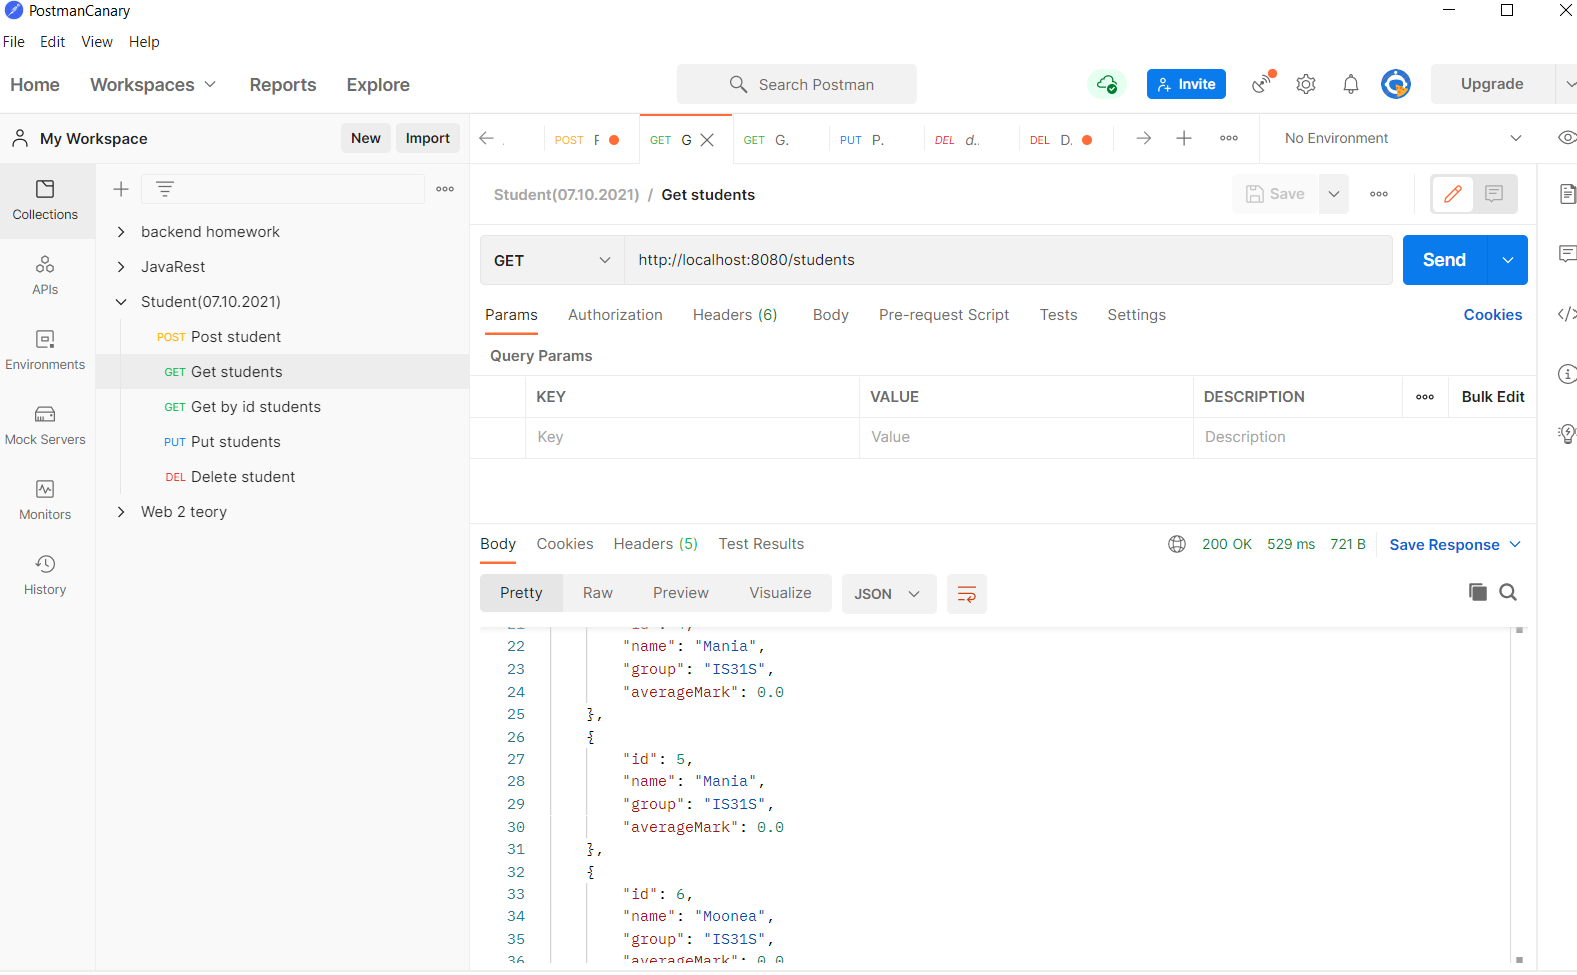 PostmanCanary
File Edit View Help
Home Workspaces Reports Explore Search Postman Invite Upgrade
My Workspace New Import
POST GET G GET G. PUT P. DEL d.. DEL D. No Environment
Collections
APIs
Environments
Mock Servers
Monitors
History
backend homework
JavaRest
Student(07.10.2021)
POST Post student
GET Get students
GET Get by id students
PUT Put students
DEL Delete student
Web 2 teory
Student(07.10.2021) / Get students Save
GET http://localhost:8080/students Send
Params Authorization Headers (6) Body Pre-request Script Tests Settings Cookies
Query Params
KEY VALUE DESCRIPTION Bulk Edit
Key Value Description
Body Cookies Headers (5) Test Results 200 OK 529 ms 721 B Save Response
Pretty Raw Preview Visualize JSON
22 "name": "Mania",
23 "group": "IS31S",
24 "averageMark": 0.0
25 },
26 {
27 "id": 5,
28 "name": "Mania",
29 "group": "IS31S",
30 "averageMark": 0.0
31 },
32 {
33 "id": 6,
34 "name": "Moonea",
35 "group": "IS31S",
36 "averageMark": 0.0